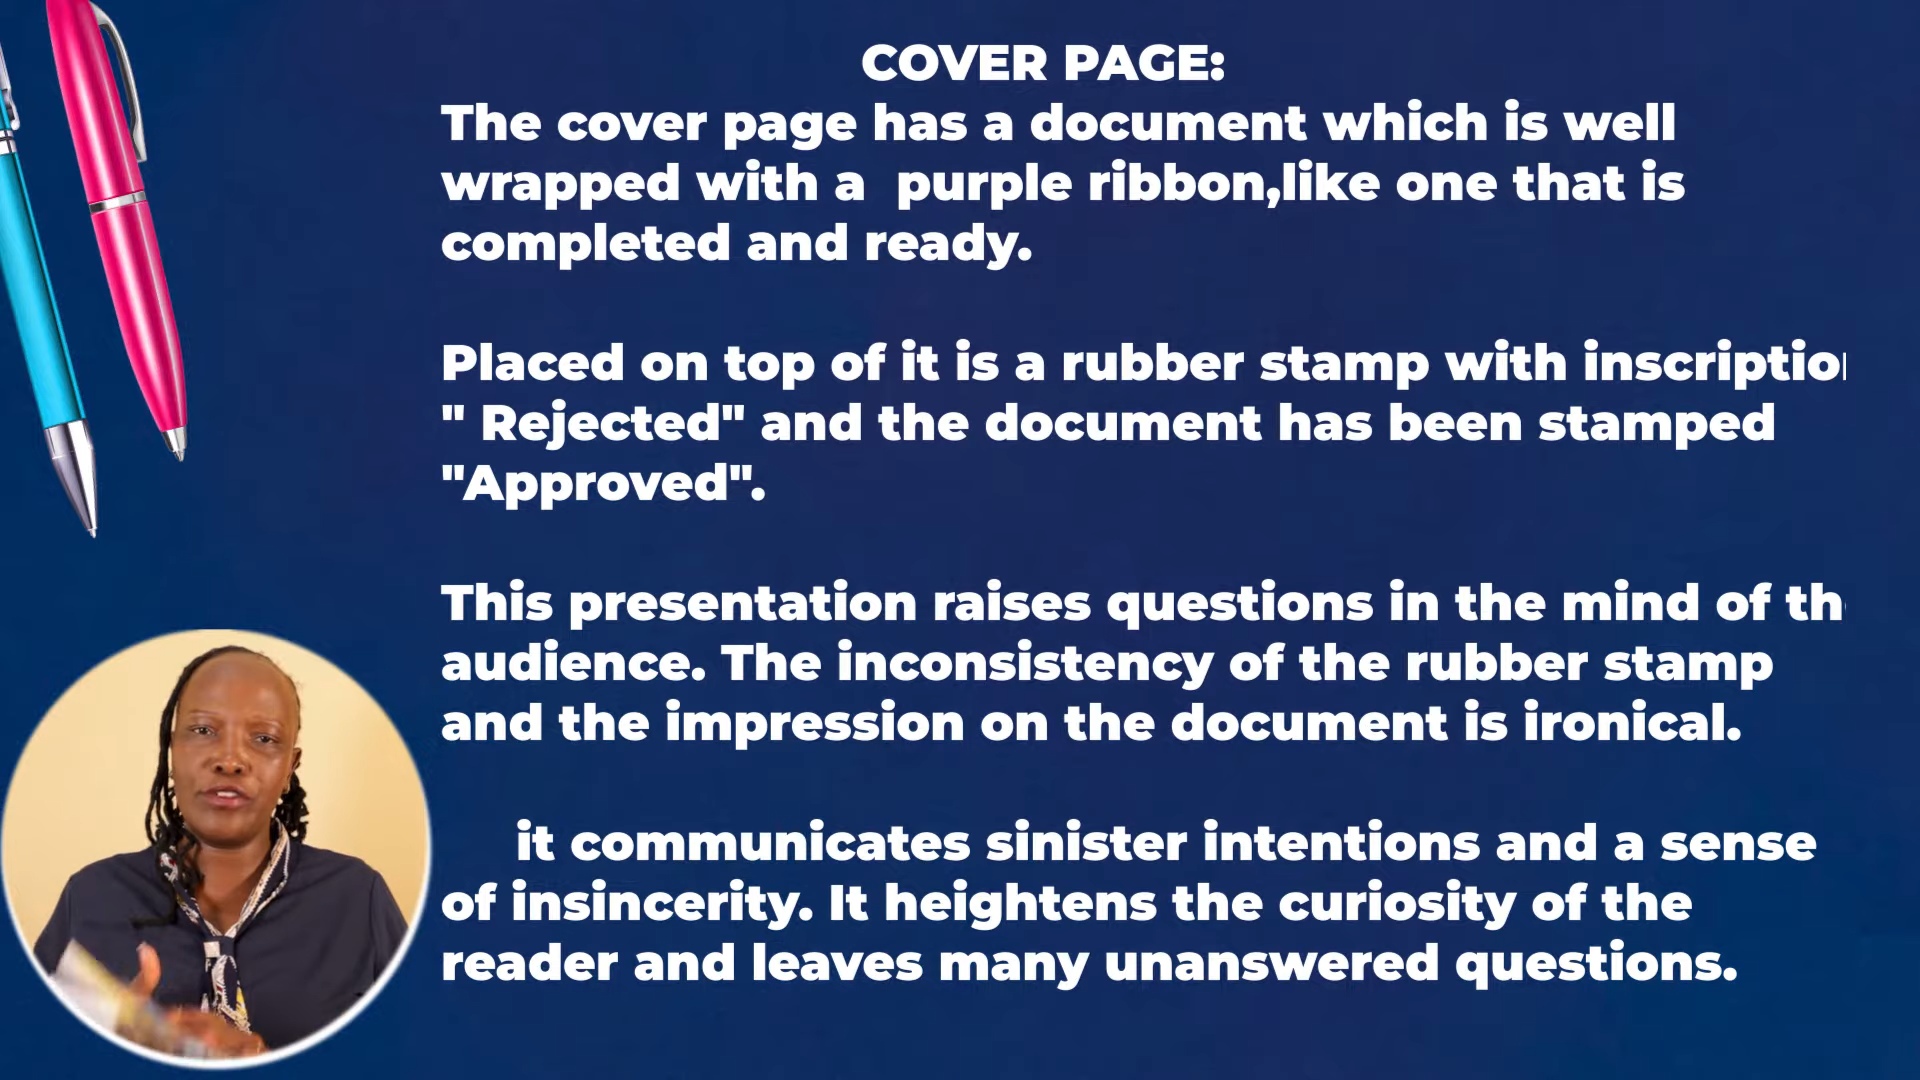 COVER PAGE:
The cover page has a document which is well
wrapped with a  purple ribbon,like one that is
completed and ready.
Placed on top of it is a rubber stamp with
" Rejected" and the document has been stamped
"Approved".
This presentation raises questions in the mind of
audience. The inconsistency of the rubber stamp
and the impression on the document is ironical.
it communicates sinister intentions and a sense
of insincerity. It heightens the curiosity of the
reader and leaves many unanswered questions.